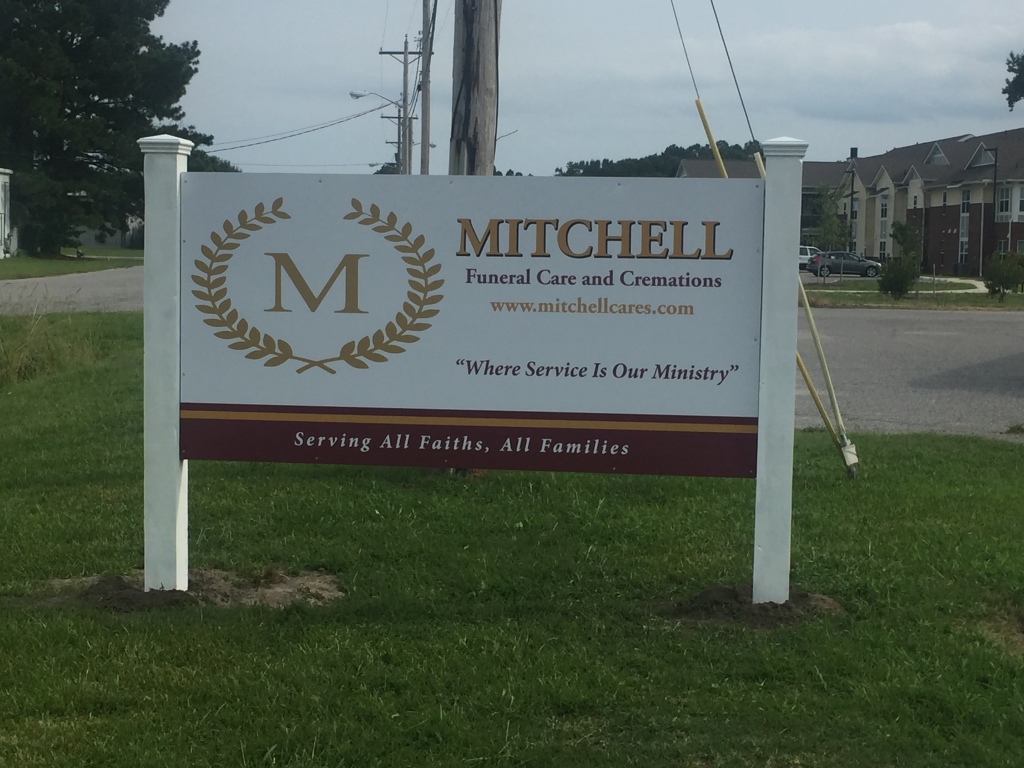 M
MITCHELL
Funeral Care and Cremations
www.mitchellcares.com
“Where Service Is Our Ministry”
Serving All Faiths, All Families